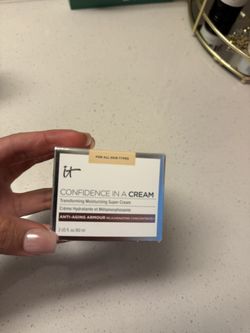 FOR ALL SKIN TYPES
iT
CONFIDENCE IN A CREAM
Transforming Moisturizing Super Cream
Crème Hydratante et Métamorphosante
ANTI-AGING ARMOUR